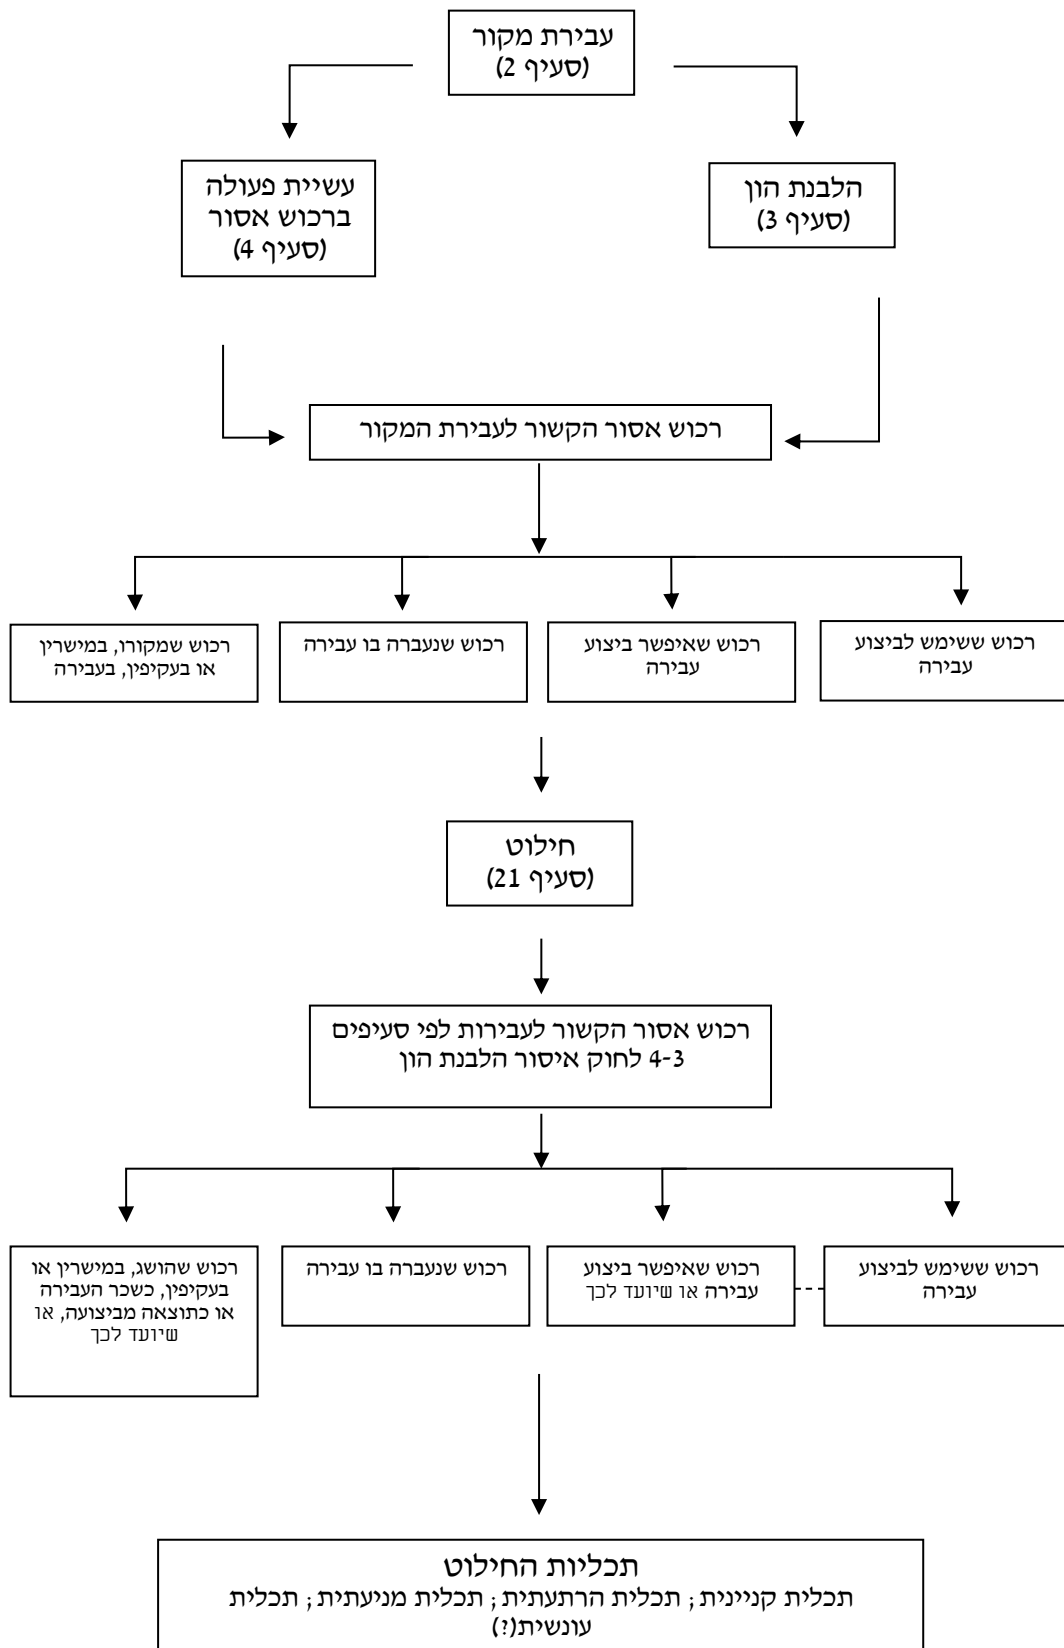 עבירת מקור
(סעיף 2)
הלבנת הון
(סעיף 3)
עשיית פעולה
ברכוש אסור
(סעיף 4)
רכוש אסור הקשור לעבירת המקור
רכוש ששימש לביצוע
עבירה
רכוש שאיפשר ביצוע
עבירה
רכוש שנעברה בו עבירה
רכוש שמקורו, במישרין
או בעקיפין, בעבירה
חילוט
(סעיף 21)
רכוש אסור הקשור לעבירות לפי סעיפים
4-3 לחוק איסור הלבנת הון
רכוש ששימש לביצוע
עבירה
רכוש שאיפשר ביצוע
עבירה או שיועד לכך
רכוש שנעברה בו עבירה
רכוש שהושג, במישרין או
בעקיפין, כשכר העבירה
או כתוצאה מביצועה, או
שיועד לכך
תכליות החילוט
תכלית קניינית; תכלית הרתעתית; תכלית מניעתית; תכלית
עונשית(?)